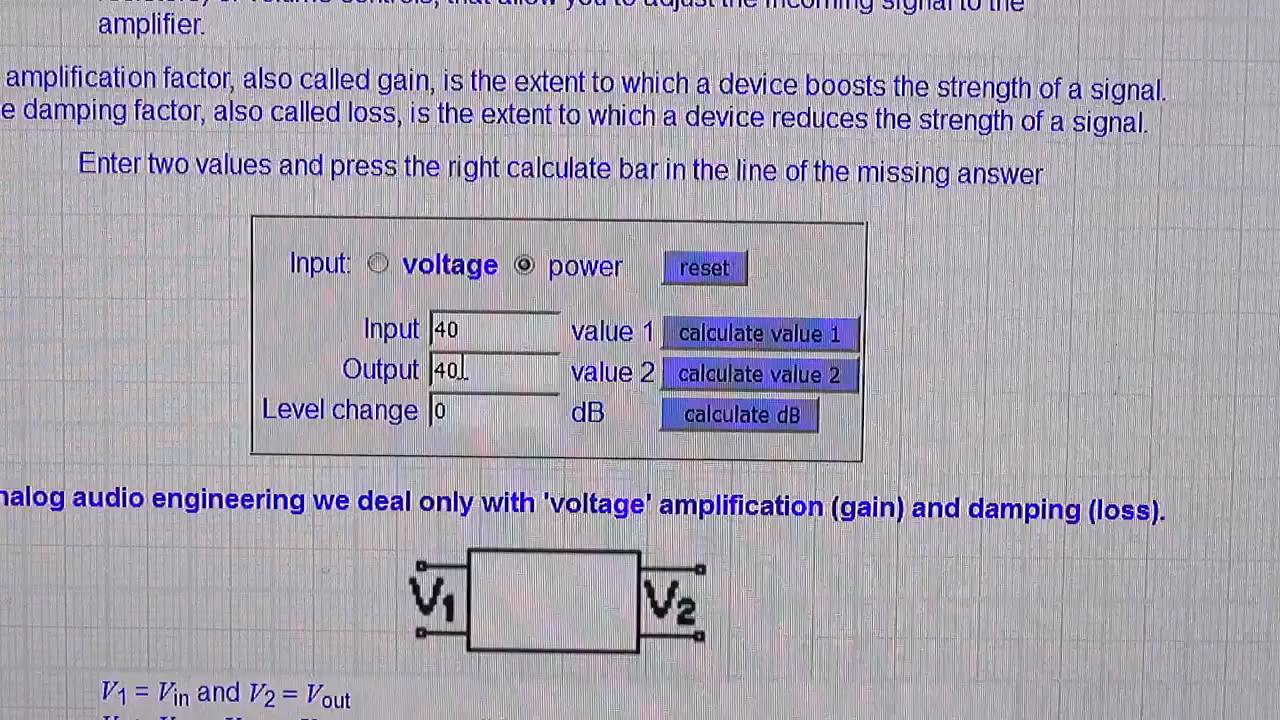 amplifier.
amplification factor, also called gain, is the extent to which a device boosts the strength of a signal.
e damping factor, also called loss, is the extent to which a device reduces the strength of a signal.
Enter two values and press the right calculate bar in the line of the missing answer
Input: voltage power reset
Input 40 value 1 calculate value 1
Output 40 value 2 calculate value 2
Level change 0 dB calculate dB
nalog audio engineering we deal only with 'voltage' amplification (gain) and damping (loss).
V1 V2
V1 = Vin and V2 = Vout